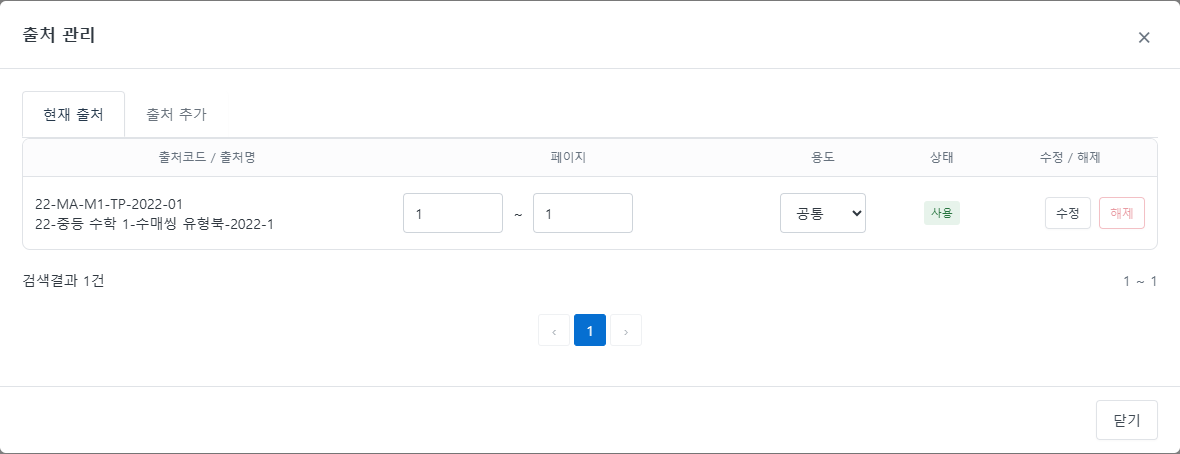 출처 관리
×
현재 출처
출처 추가
출처코드 / 출처명
페이지
용도
상태
수정 / 해제
22-MA-M1-TP-2022-01
22-중등 수학 1-수매씽 유형북-2022-1
1 ~ 1
공통
사용
수정
해제
검색결과 1건
1 ~ 1
‹ 1 ›
닫기